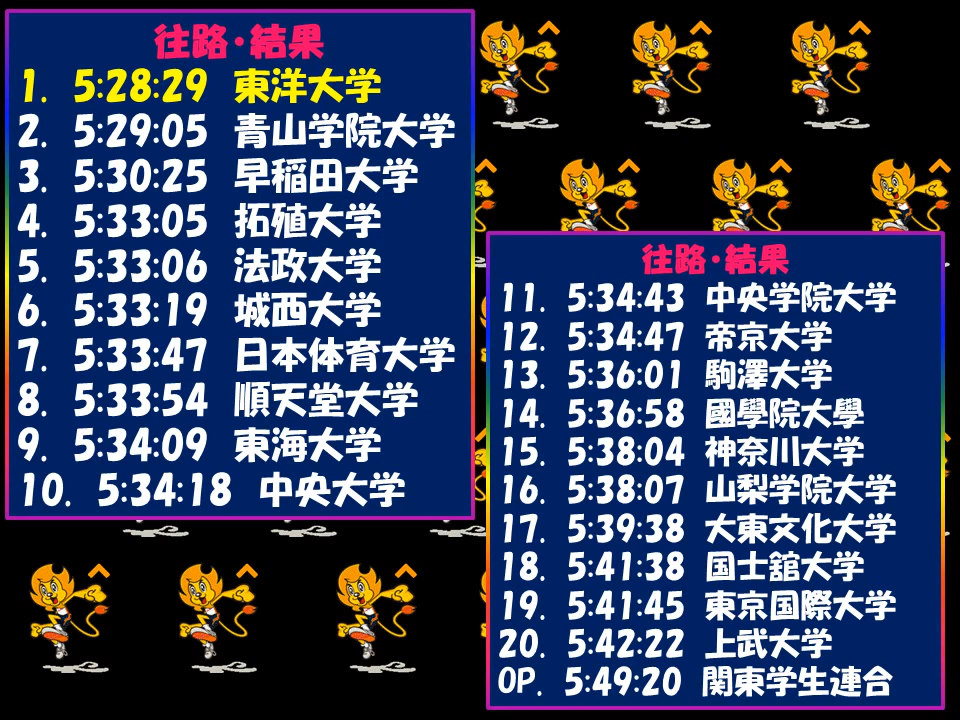 往路・結果
1. 5:28:29 東洋大学
2. 5:29:05 青山学院大学
3. 5:30:25 早稲田大学
4. 5:33:05 拓殖大学
5. 5:33:06 法政大学
6. 5:33:19 城西大学
7. 5:33:47 日本体育大学
8. 5:33:54 順天堂大学
9. 5:34:09 東海大学
10. 5:34:18 中央大学
往路・結果
11. 5:34:43 中央学院大学
12. 5:34:47 帝京大学
13. 5:36:01 駒澤大学
14. 5:36:58 國學院大學
15. 5:38:04 神奈川大学
16. 5:38:07 山梨学院大学
17. 5:39:38 大東文化大学
18. 5:41:38 国士舘大学
19. 5:41:45 東京国際大学
20. 5:42:22 上武大学
OP. 5:49:20 関東学生連合